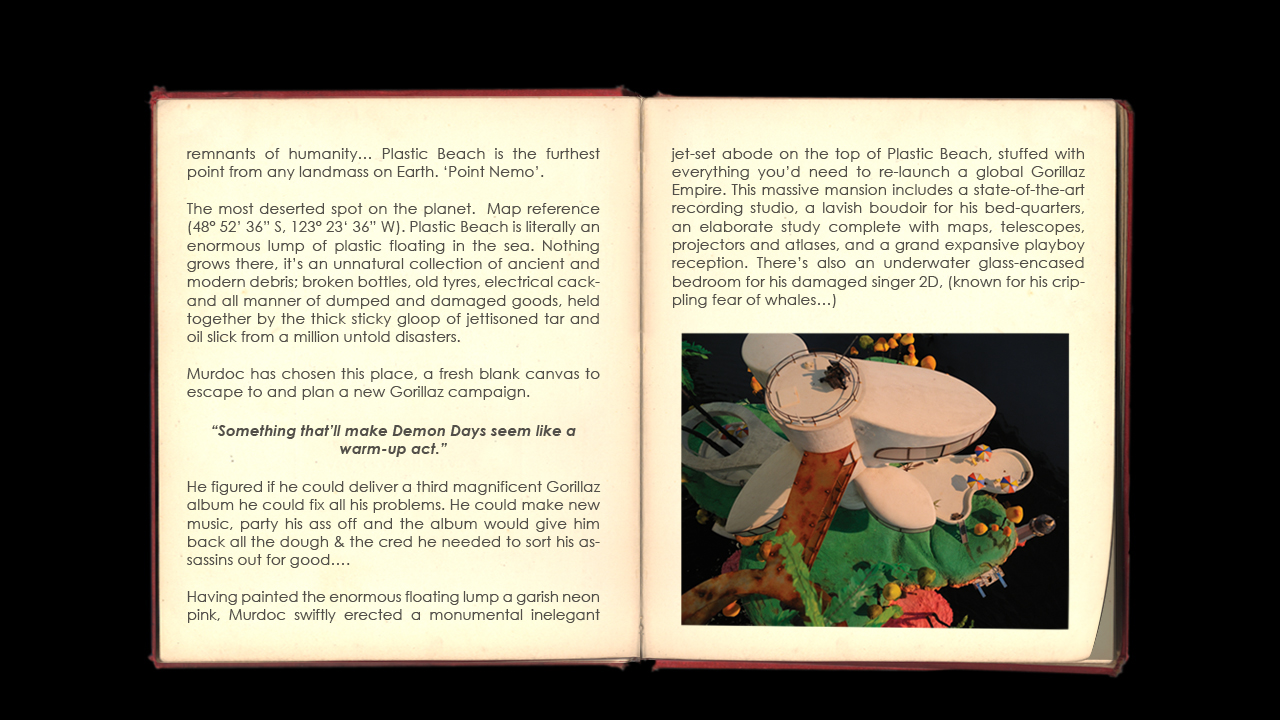 remnants of humanity… Plastic Beach is the furthest
point from any landmass on Earth. ‘Point Nemo’.
The most deserted spot on the planet.  Map reference
(48° 52’ 36” S, 123° 23‘ 36” W). Plastic Beach is literally an
enormous lump of plastic floating in the sea. Nothing
grows there, it’s an unnatural collection of ancient and
modern debris; broken bottles, old tyres, electrical cack-
and all manner of dumped and damaged goods, held
together by the thick sticky gloop of jettisoned tar and
oil slick from a million untold disasters.
Murdoc has chosen this place, a fresh blank canvas to
escape to and plan a new Gorillaz campaign.
“Something that’ll make Demon Days seem like a
warm-up act.”
He figured if he could deliver a third magnificent Gorillaz
album he could fix all his problems. He could make new
music, party his ass off and the album would give him
back all the dough & the cred he needed to sort his as-
sassins out for good….
Having painted the enormous floating lump a garish neon
pink, Murdoc swiftly erected a monumental inelegant
jet-set abode on the top of Plastic Beach, stuffed with
everything you’d need to re-launch a global Gorillaz
Empire. This massive mansion includes a state-of-the-art
recording studio, a lavish boudoir for his bed-quarters,
an elaborate study complete with maps, telescopes,
projectors and atlases, and a grand expansive playboy
reception. There’s also an underwater glass-encased
bedroom for his damaged singer 2D, (known for his crip-
pling fear of whales…)